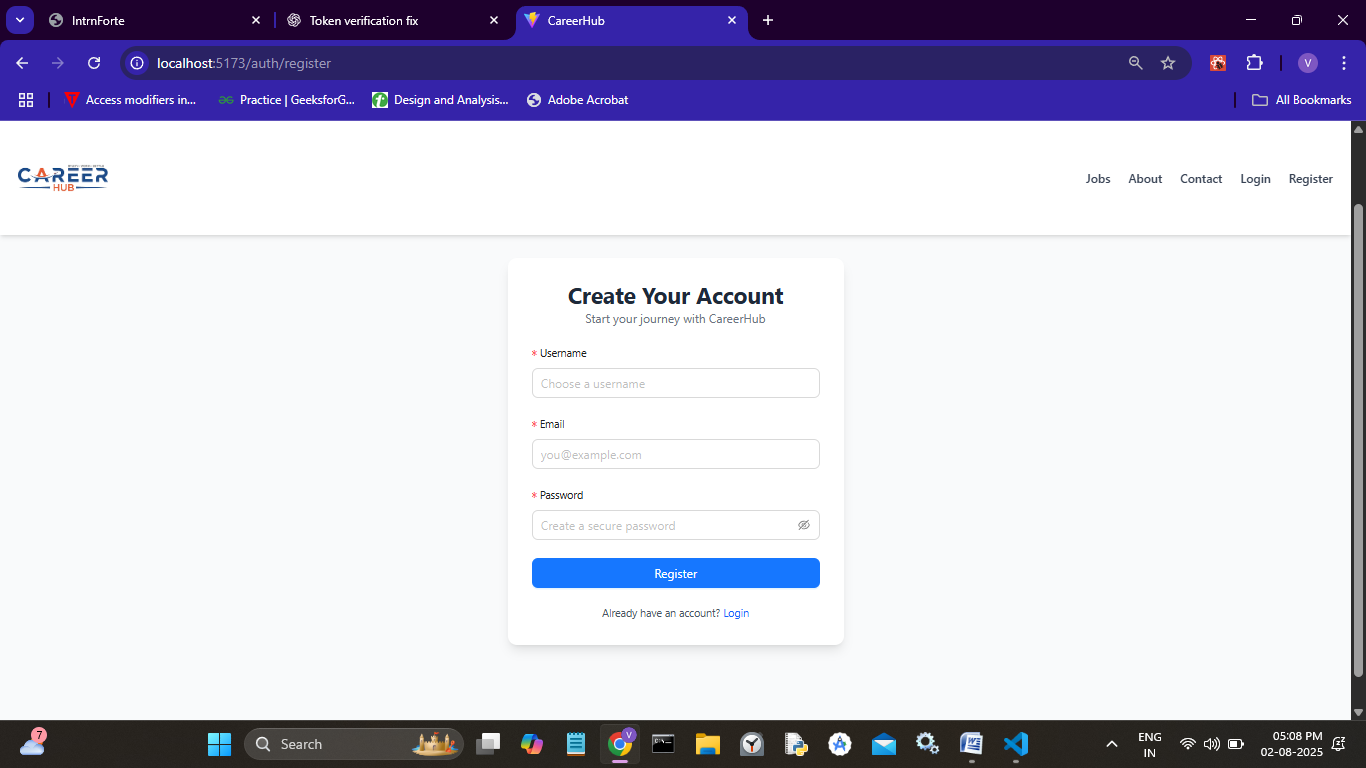 IntrnForte
Token verification fix
CareerHub
localhost:5173/auth/register
V
Access modifiers in...
Practice | GeeksforG...
Design and Analysis...
Adobe Acrobat
All Bookmarks
CAREER
HUB
Jobs
About
Contact
Login
Register
Create Your Account
Start your journey with CareerHub
* Username
Choose a username
* Email
you@example.com
* Password
Create a secure password
Register
Already have an account? Login
7
Search
V
ENG
IN
05:08 PM
02-08-2025